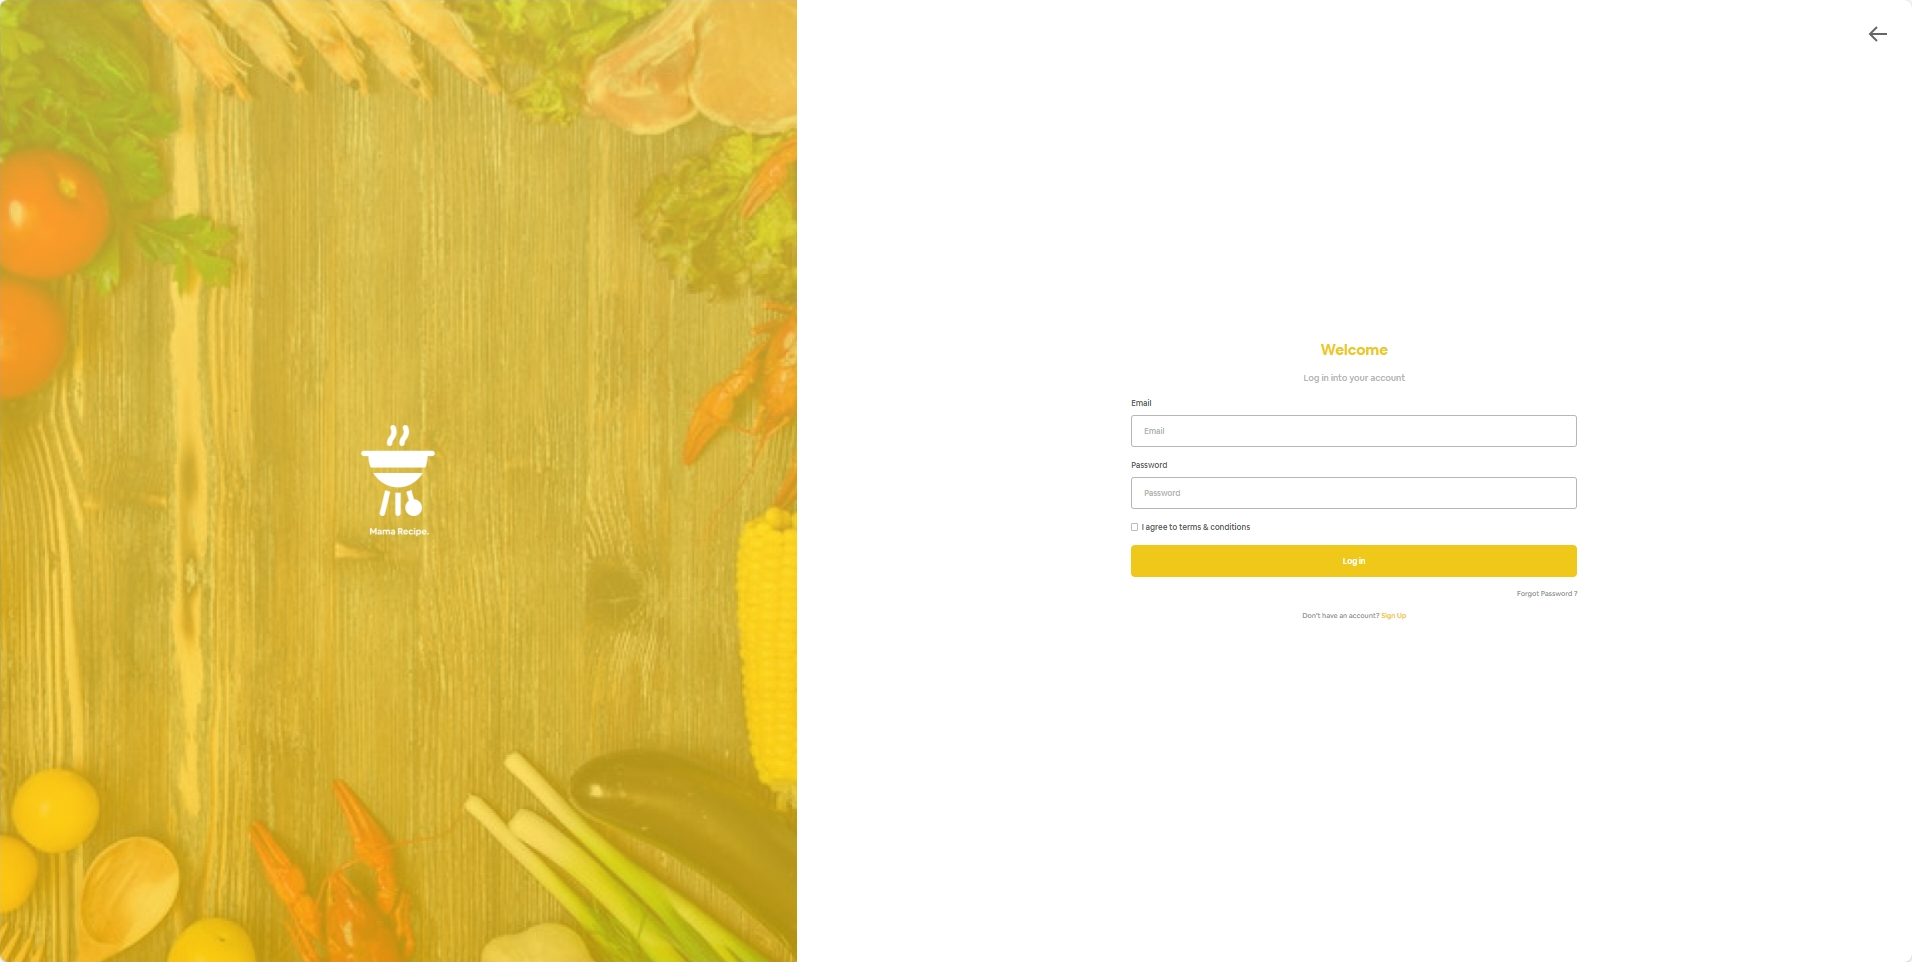 Mama Recipe.
Welcome
Log in into your account
Email
Email
Password
Password
I agree to terms & conditions
Log in
Forgot Password ?
Don't have an account? Sign Up